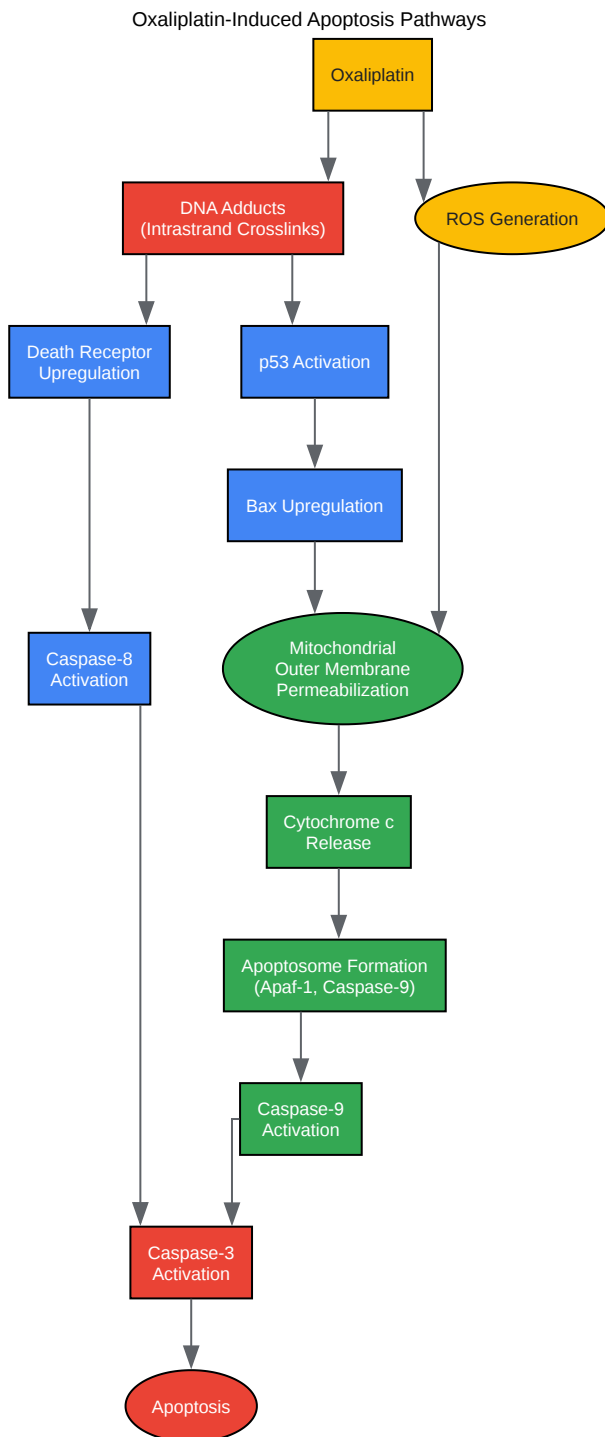 Oxaliplatin-Induced Apoptosis Pathways
Oxaliplatin
DNA Adducts
(Intrastrand Crosslinks)
ROS Generation
Death Receptor
Upregulation
p53 Activation
Bax Upregulation
Caspase-8
Activation
Mitochondrial
Outer Membrane
Permeabilization
Cytochrome c
Release
Apoptosome Formation
(Apaf-1, Caspase-9)
Caspase-9
Activation
Caspase-3
Activation
Apoptosis